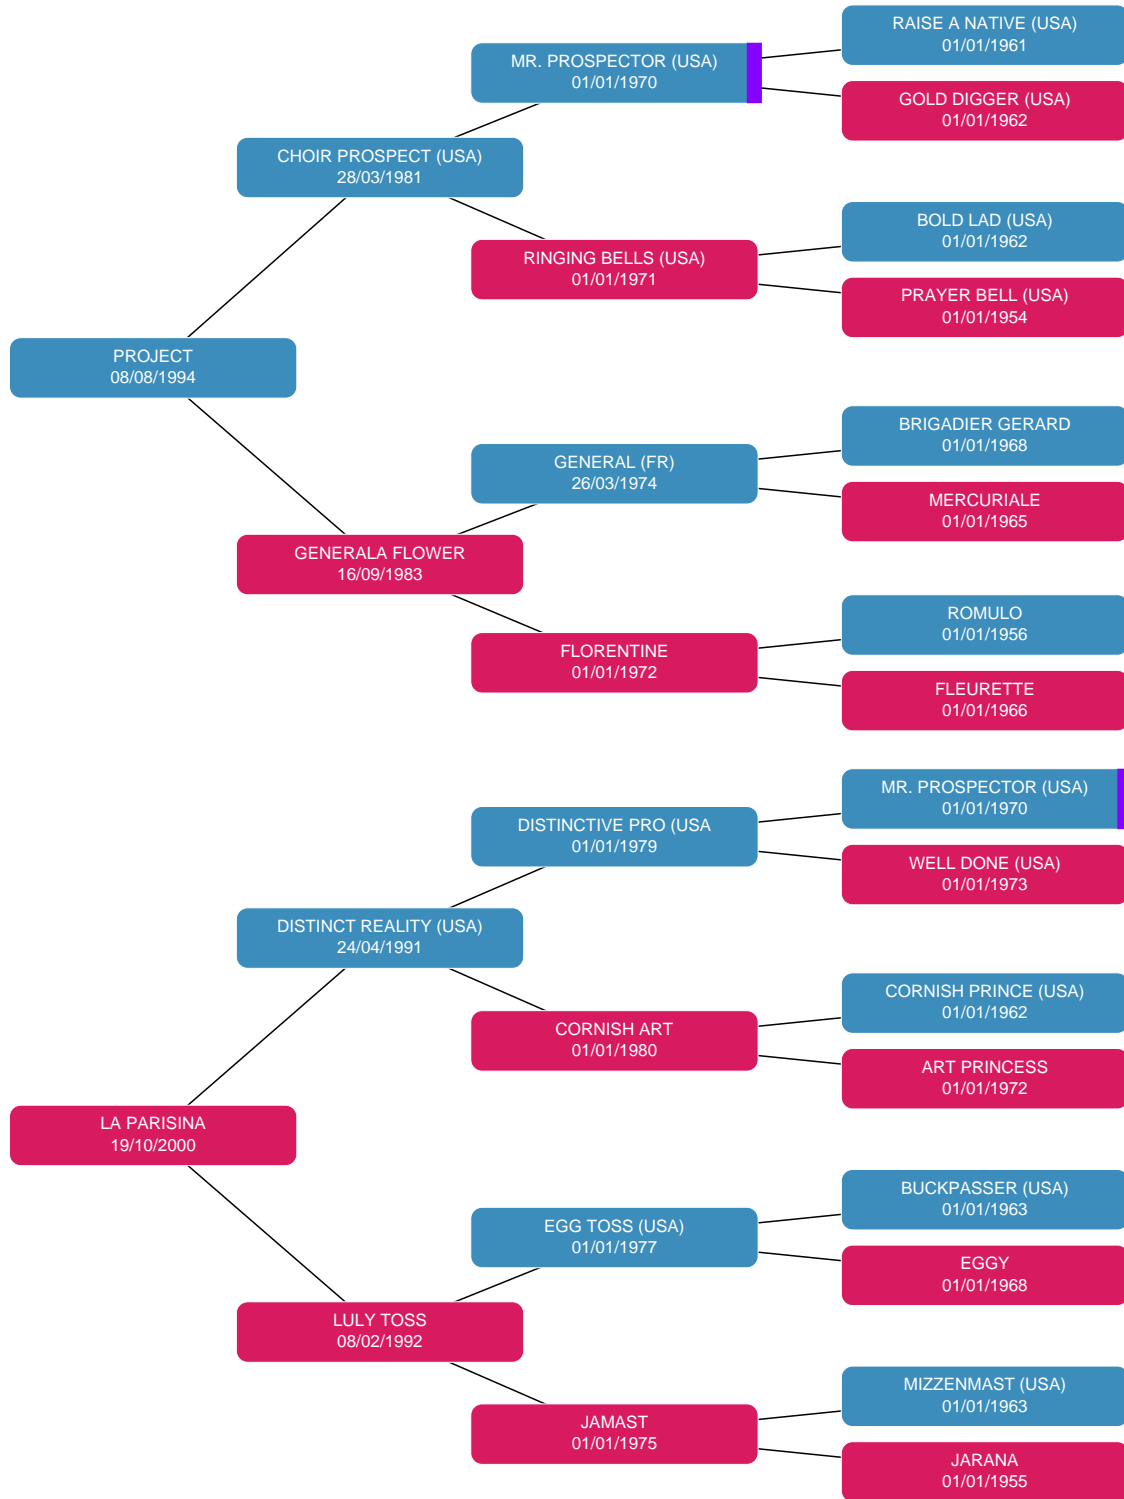 RAISE A NATIVE (USA)
01/01/1961
MR. PROSPECTOR (USA)
01/01/1970
GOLD DIGGER (USA)
01/01/1962
CHOIR PROSPECT (USA)
28/03/1981
BOLD LAD (USA)
01/01/1962
RINGING BELLS (USA)
01/01/1971
PRAYER BELL (USA)
01/01/1954
PROJECT
08/08/1994
BRIGADIER GERARD
01/01/1968
GENERAL (FR)
26/03/1974
MERCURIALE
01/01/1965
GENERALA FLOWER
16/09/1983
ROMULO
01/01/1956
FLORENTINE
01/01/1972
FLEURETTE
01/01/1966
MR. PROSPECTOR (USA)
01/01/1970
DISTINCTIVE PRO (USA
01/01/1979
WELL DONE (USA)
01/01/1973
DISTINCT REALITY (USA)
24/04/1991
CORNISH PRINCE (USA)
01/01/1962
CORNISH ART
01/01/1980
ART PRINCESS
01/01/1972
LA PARISINA
19/10/2000
BUCKPASSER (USA)
01/01/1963
EGG TOSS (USA)
01/01/1977
EGGY
01/01/1968
LULY TOSS
08/02/1992
MIZZENMAST (USA)
01/01/1963
JAMAST
01/01/1975
JARANA
01/01/1955